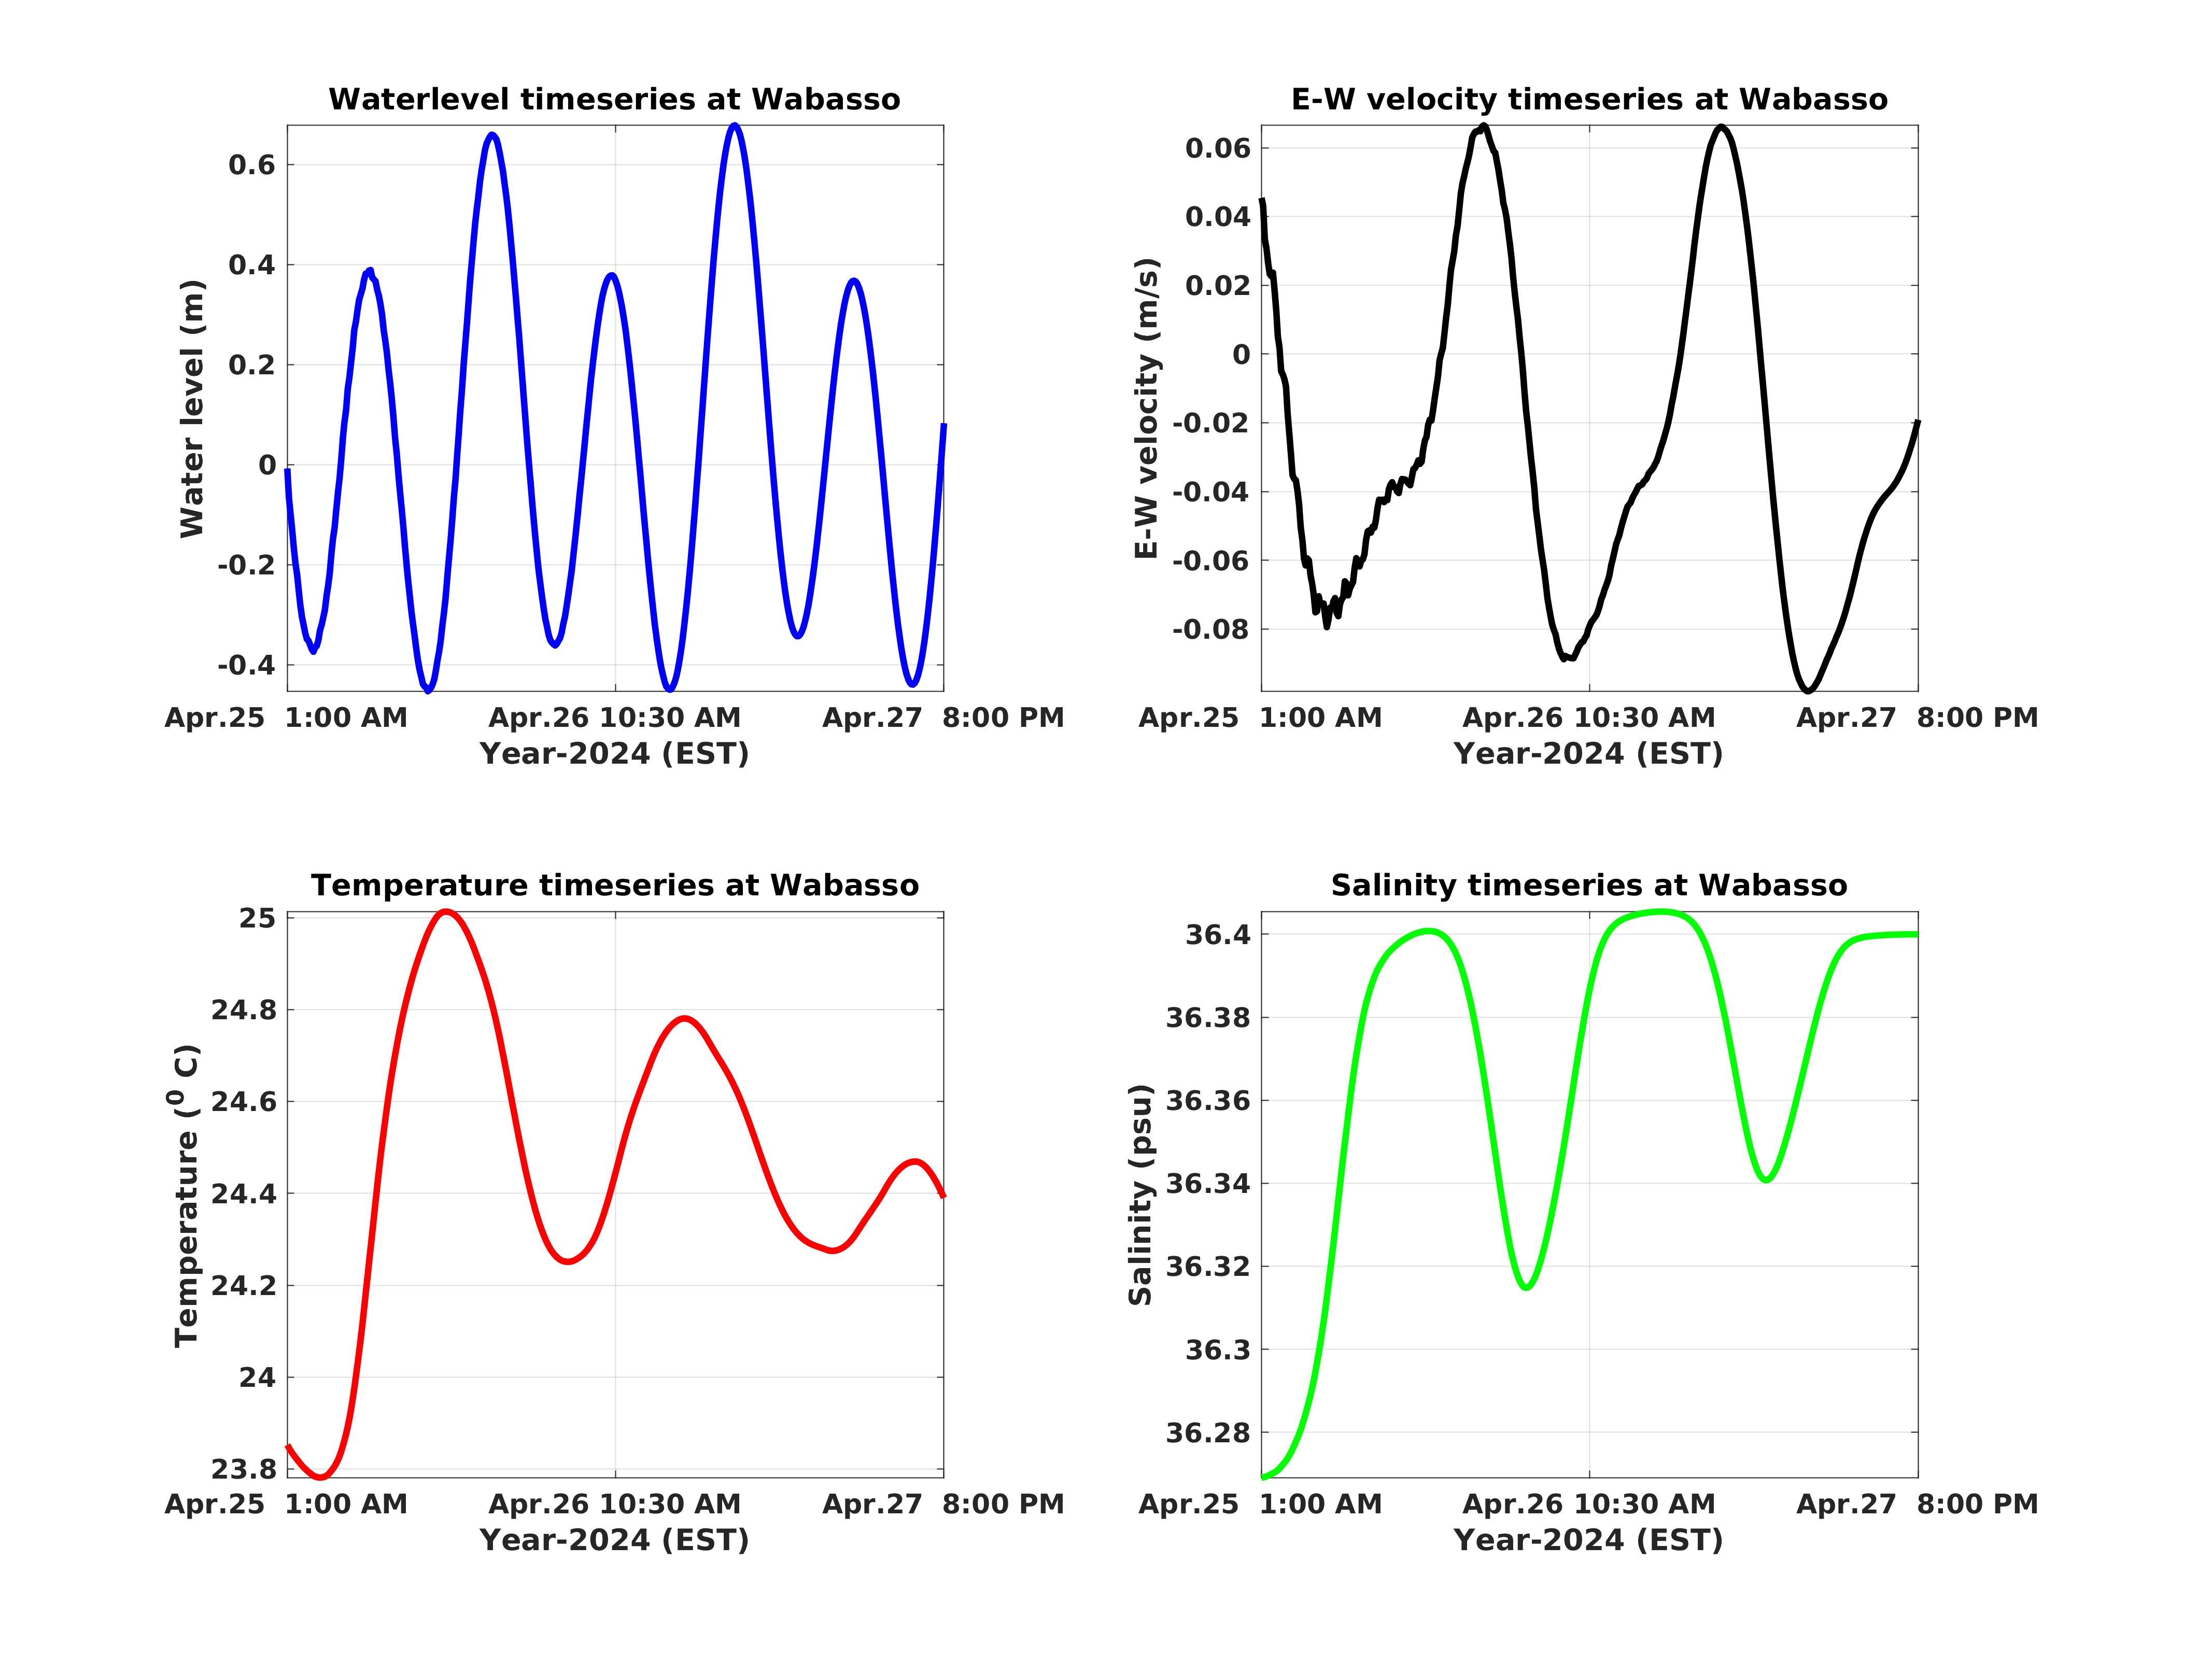 Waterlevel timeseries at Wabasso
0.6
0.4
0.2
0
-0.2
-0.4
Water level (m)
Apr.25 1:00 AM Apr.26 10:30 AM Apr.27 8:00 PM
Year-2024 (EST)
E-W velocity timeseries at Wabasso
0.06
0.04
0.02
0
-0.02
-0.04
-0.06
-0.08
E-W velocity (m/s)
Apr.25 1:00 AM Apr.26 10:30 AM Apr.27 8:00 PM
Year-2024 (EST)
Temperature timeseries at Wabasso
25
24.8
24.6
24.4
24.2
24
23.8
Temperature (⁰ C)
Apr.25 1:00 AM Apr.26 10:30 AM Apr.27 8:00 PM
Year-2024 (EST)
Salinity timeseries at Wabasso
36.4
36.38
36.36
36.34
36.32
36.3
36.28
Salinity (psu)
Apr.25 1:00 AM Apr.26 10:30 AM Apr.27 8:00 PM
Year-2024 (EST)